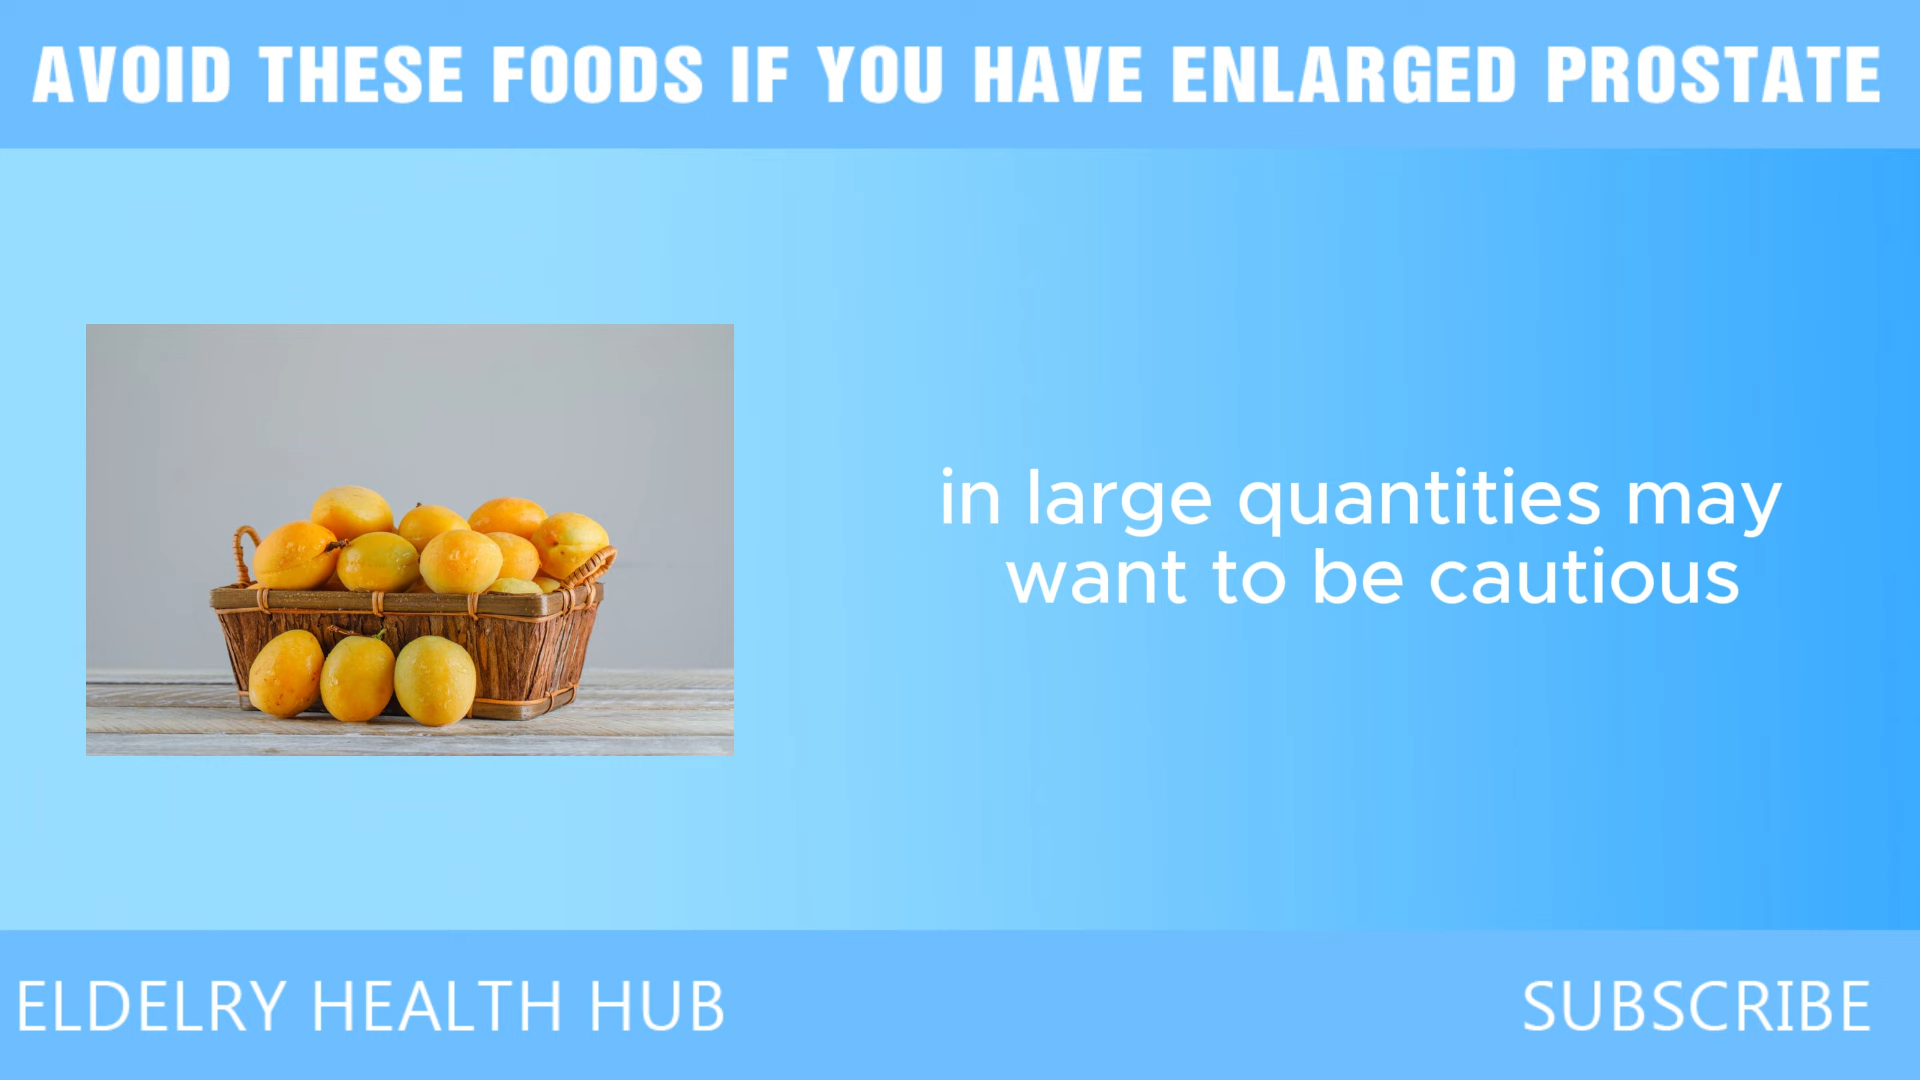 AVOID THESE FOODS IF YOU HAVE ENLARGED PROSTATE
in large quantities may
want to be cautious
ELDELRY HEALTH HUB
SUBSCRIBE